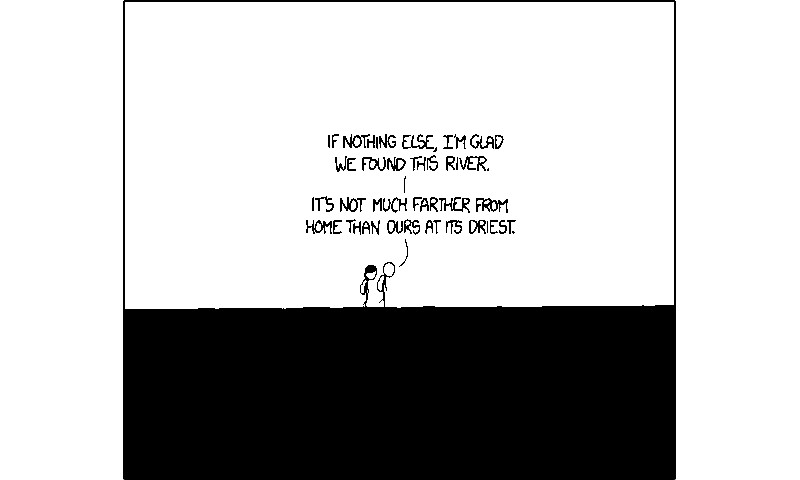 IF NOTHING ELSE, I'M GLAD
WE FOUND THIS RIVER.
IT'S NOT MUCH FARTHER FROM
HOME THAN OURS AT ITS DRIEST.